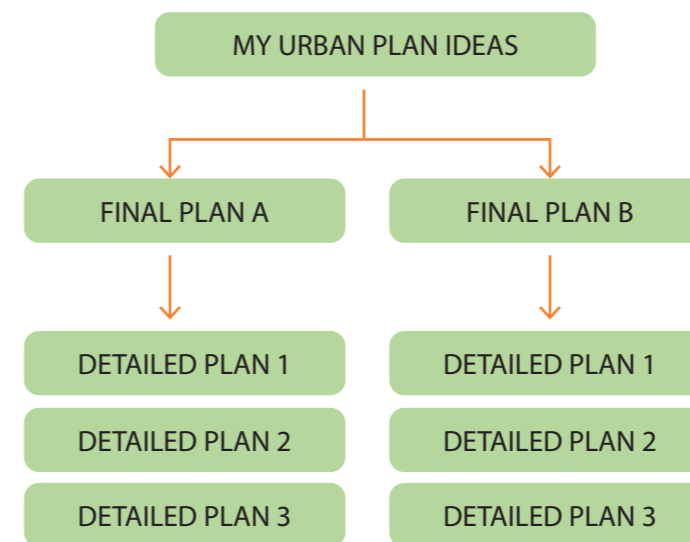 MY URBAN PLAN IDEAS
FINAL PLAN A
FINAL PLAN B
DETAILED PLAN 1
DETAILED PLAN 2
DETAILED PLAN 3
DETAILED PLAN 1
DETAILED PLAN 2
DETAILED PLAN 3